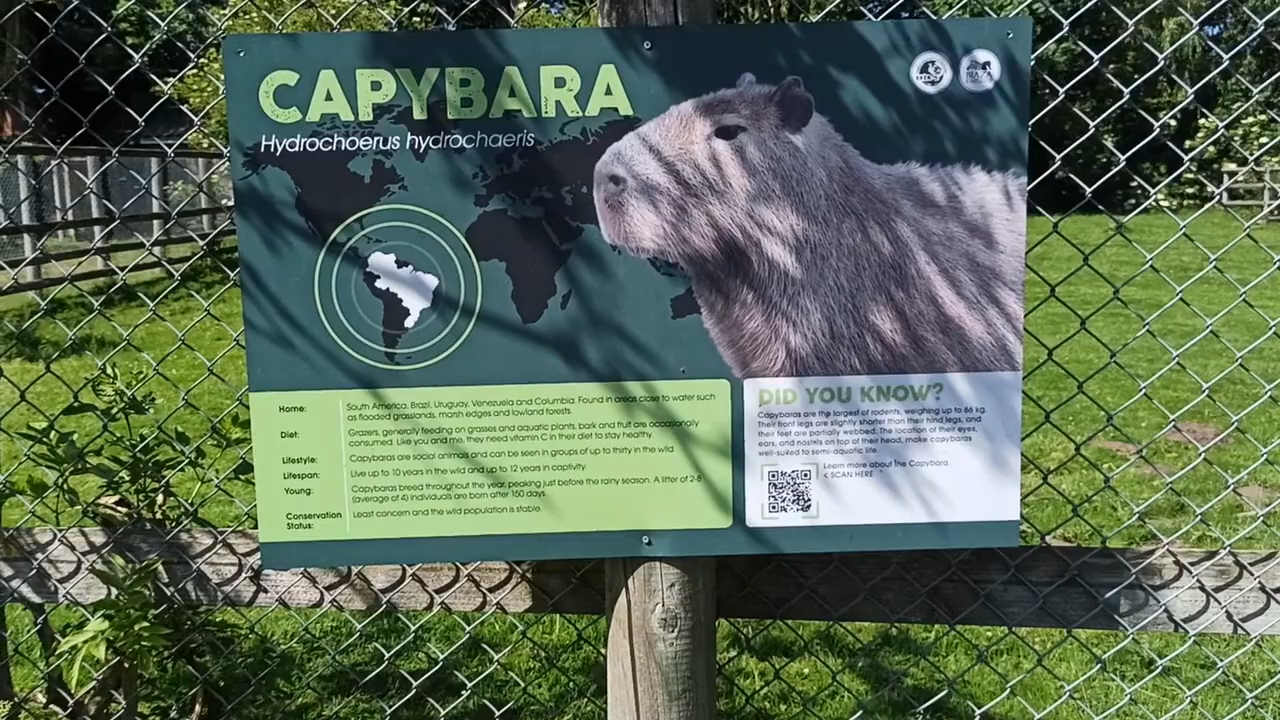 CAPYBARA
Hydrochoerus hydrochaeris
BIAZA
Home:
South America. Brazil, Uruguay, Venezuela and Columbia. Found in areas close to water such
as flooded grasslands, marsh edges and lowland forests.
Diet:
Grazers, generally feeding on grasses and aquatic plants, bark and fruit are occasionally
consumed. Like you and me, they need vitamin C in their diet to stay healthy.
Lifestyle:
Capybaras are social animals and can be seen in groups of up to thirty in the wild
Lifespan:
Live up to 10 years in the wild and up to 12 years in captivity.
Young:
Capybaras breed throughout the year, peaking just before the rainy season. A litter of 2-8
(average of 4) individuals are born after 150 days.
Conservation
Status:
Least concern and the wild population is stable.
DID YOU KNOW?
Capybaras are the largest of rodents, weighing up to 66 kg.
Their front legs are slightly shorter than their hind legs, and
their feet are partially webbed. The location of their eyes,
ears, and nostrils on top of their head, make capybaras
well-suited to semi-aquatic life.
Learn more about the Capybara.
< SCAN HERE